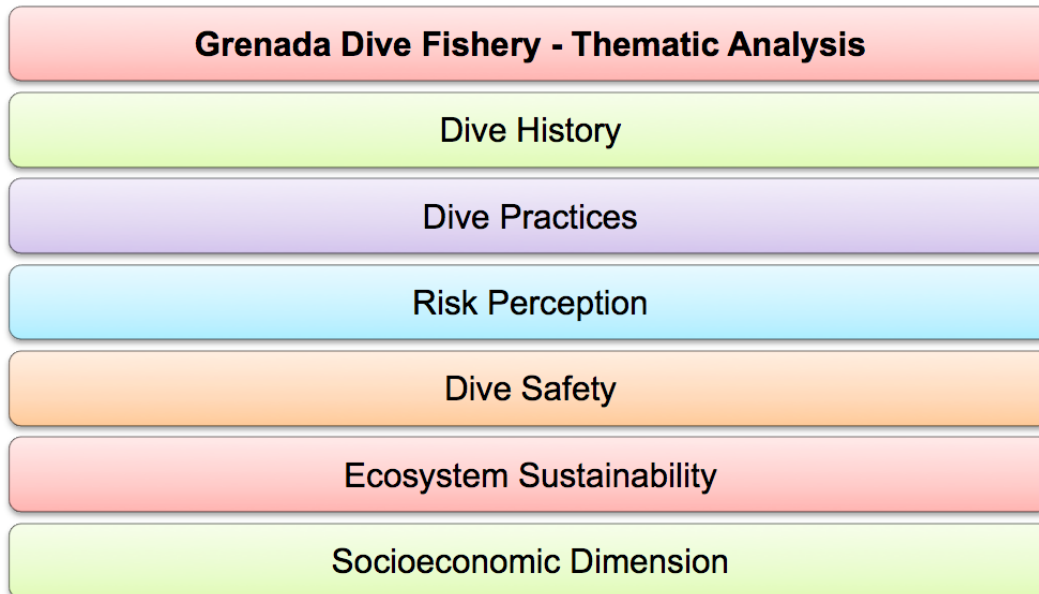 Grenada Dive Fishery - Thematic Analysis
Dive History
Dive Practices
Risk Perception
Dive Safety
Ecosystem Sustainability
Socioeconomic Dimension